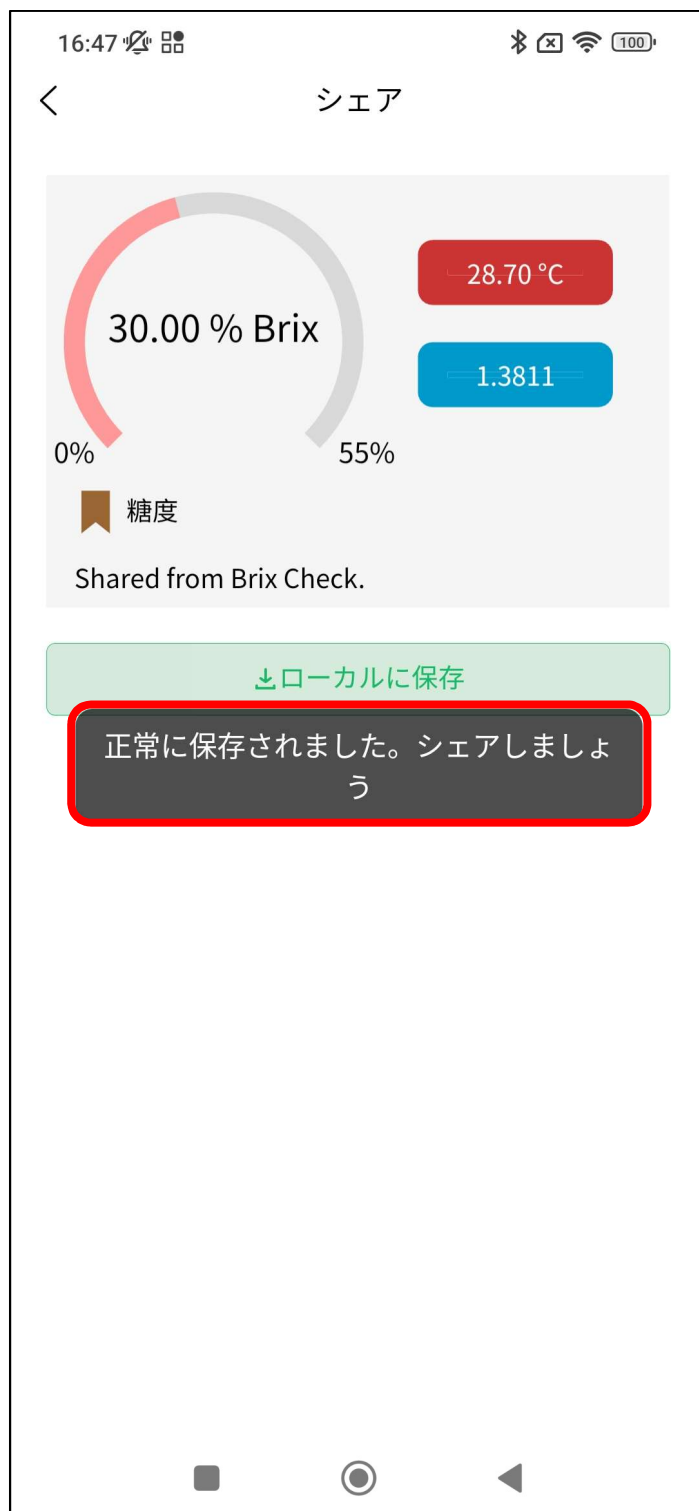 16:47
100
シェア
28.70 °C
30.00 % Brix
1.3811
0%
55%
糖度
Shared from Brix Check.
ローカルに保存
正常に保存されました。シェアしましょ
う